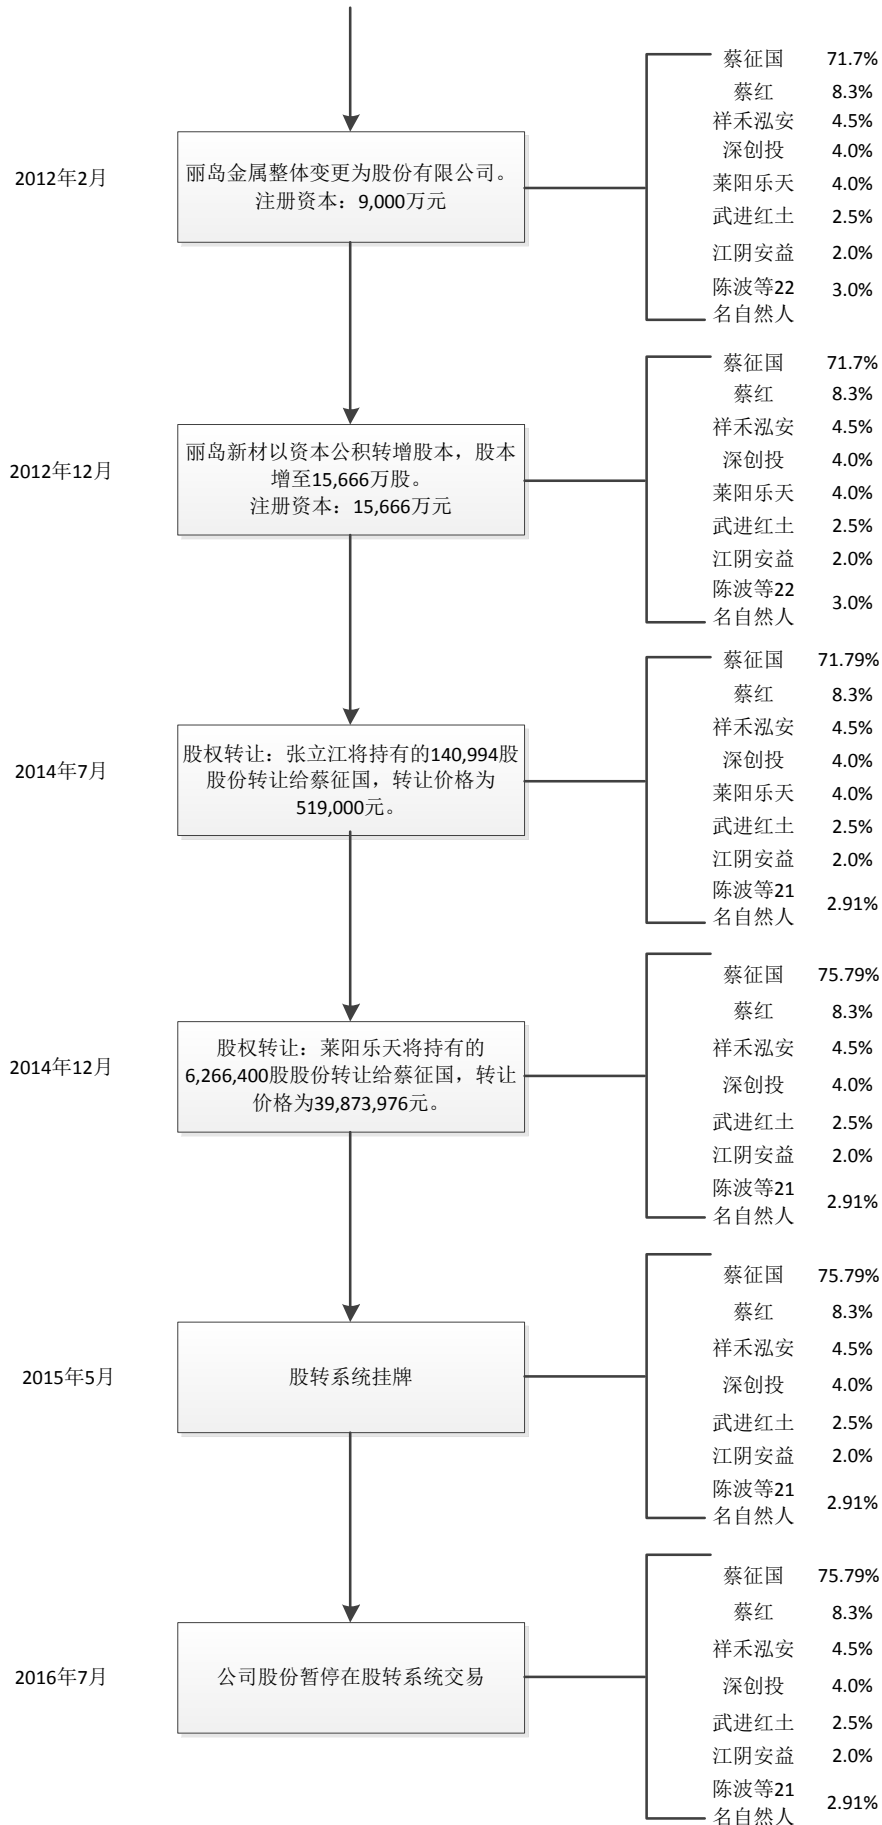 2012年2月
丽岛金属整体变更为股份有限公司。
注册资本：9,000万元
蔡征国 71.7%
蔡红 8.3%
祥禾泓安 4.5%
深创投 4.0%
莱阳乐天 4.0%
武进红土 2.5%
江阴安益 2.0%
陈波等22
名自然人
3.0%
2012年12月
丽岛新材以资本公积转增股本，股本
增至15,666万股。
注册资本：15,666万元
蔡征国 71.7%
蔡红 8.3%
祥禾泓安 4.5%
深创投 4.0%
莱阳乐天 4.0%
武进红土 2.5%
江阴安益 2.0%
陈波等22
名自然人
3.0%
2014年7月
股权转让：张立江将持有的140,994股
股份转让给蔡征国，转让价格为
519,000元。
蔡征国 71.79%
蔡红 8.3%
祥禾泓安 4.5%
深创投 4.0%
莱阳乐天 4.0%
武进红土 2.5%
江阴安益 2.0%
陈波等21
名自然人
2.91%
2014年12月
股权转让：莱阳乐天将持有的
6,266,400股股份转让给蔡征国，转让
价格为39,873,976元。
蔡征国 75.79%
蔡红 8.3%
祥禾泓安 4.5%
深创投 4.0%
武进红土 2.5%
江阴安益 2.0%
陈波等21
名自然人
2.91%
2015年5月
股转系统挂牌
蔡征国 75.79%
蔡红 8.3%
祥禾泓安 4.5%
深创投 4.0%
武进红土 2.5%
江阴安益 2.0%
陈波等21
名自然人
2.91%
2016年7月
公司股份暂停在股转系统交易
蔡征国 75.79%
蔡红 8.3%
祥禾泓安 4.5%
深创投 4.0%
武进红土 2.5%
江阴安益 2.0%
陈波等21
名自然人
2.91%